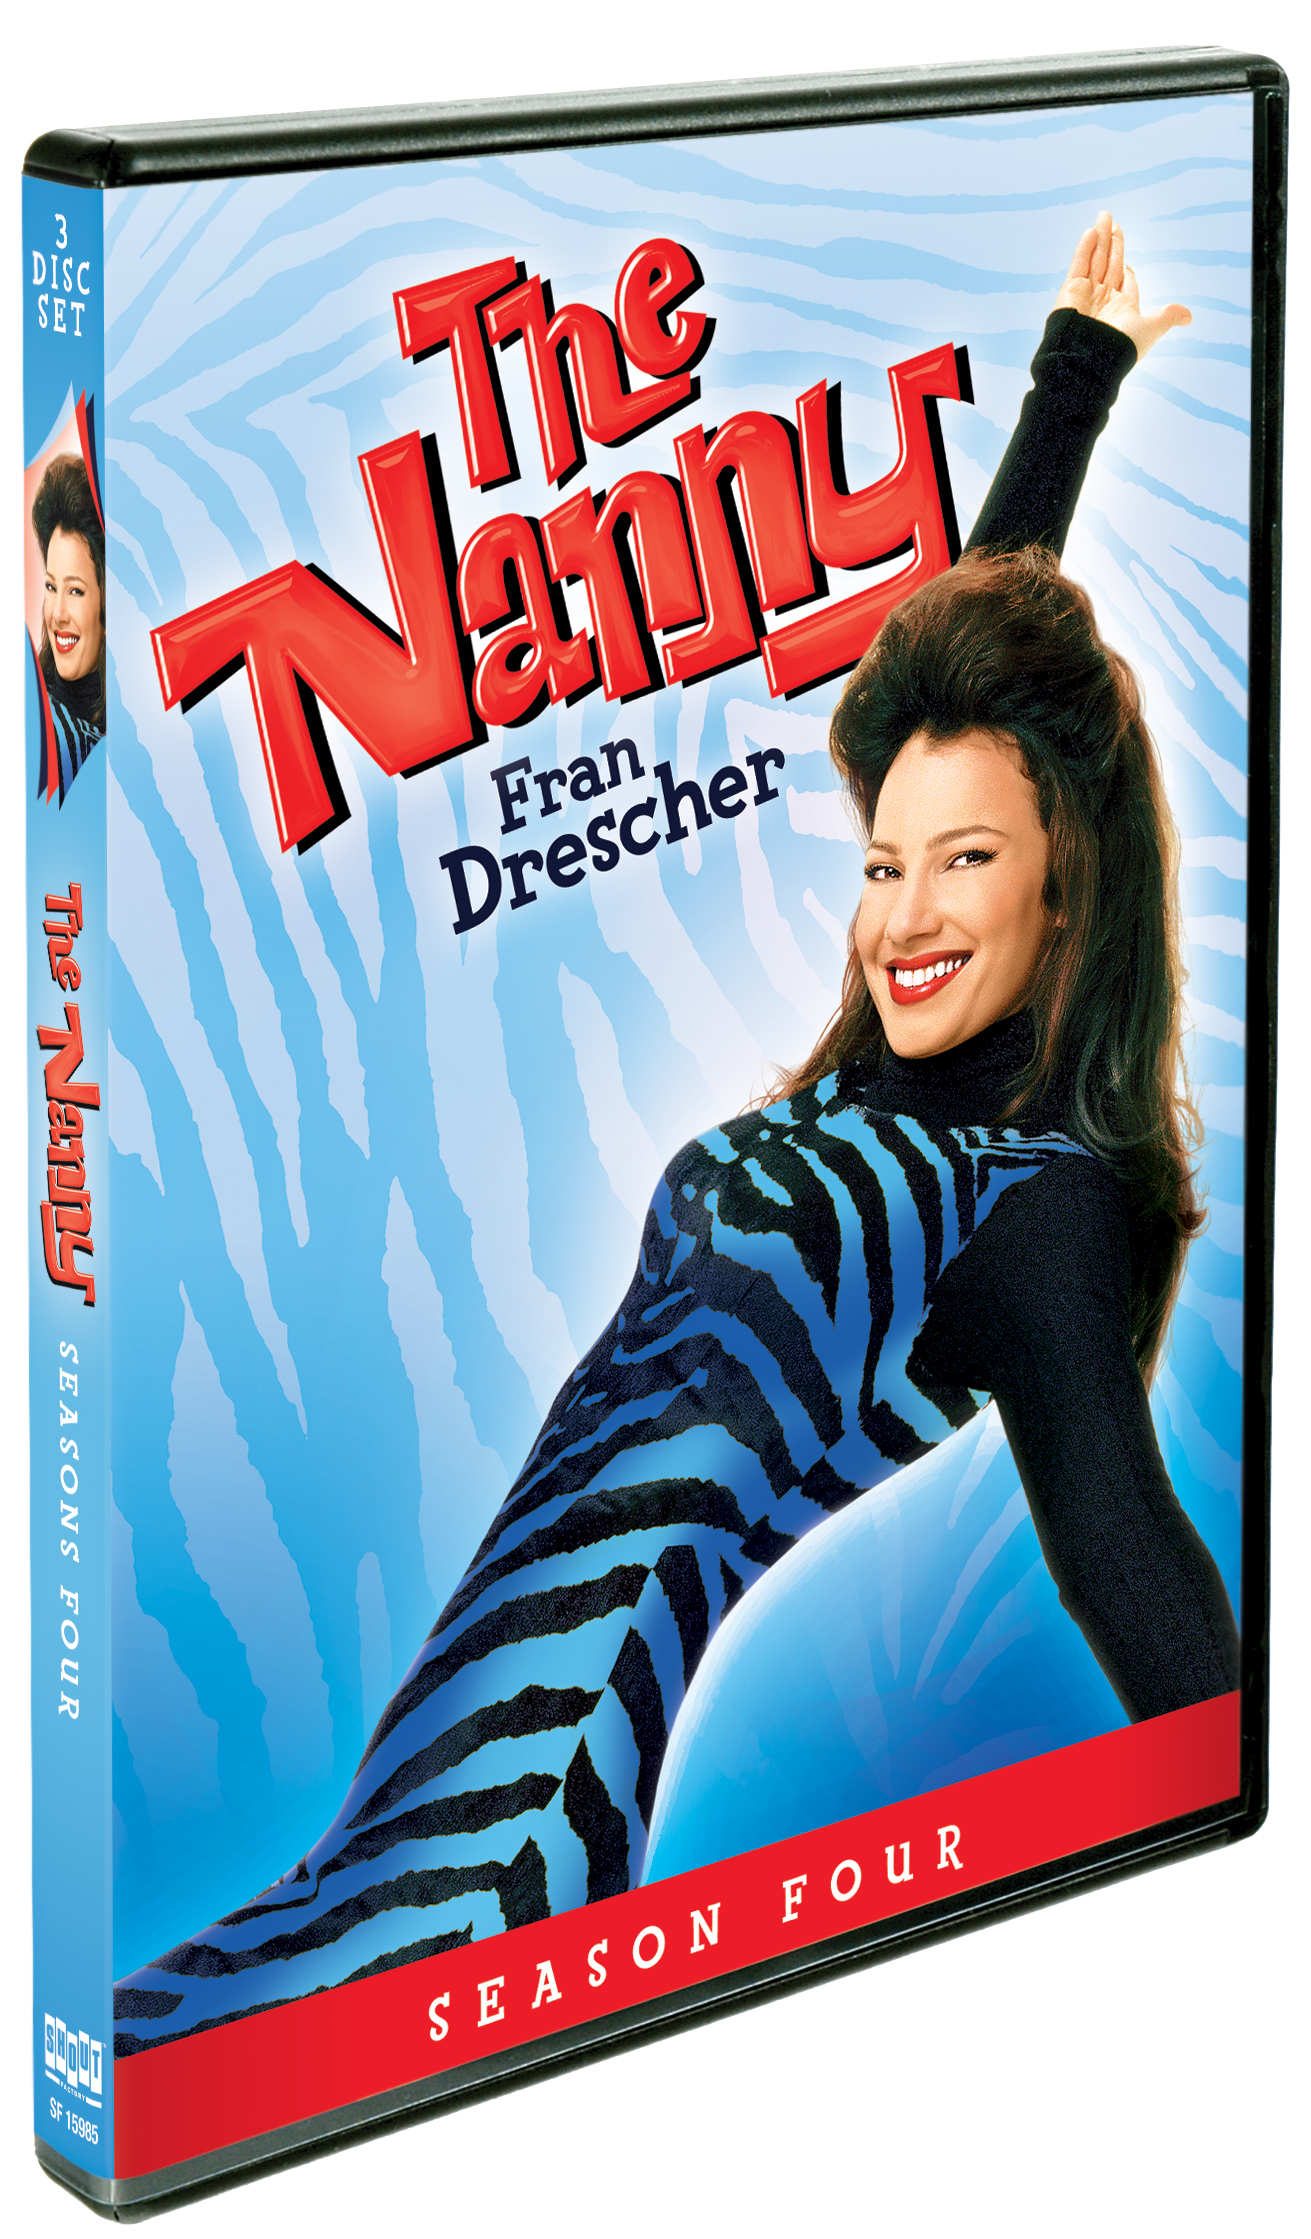 3
DISC
SET
The Nanny
SEASONS FOUR
SHOUT
FACTORY
SF 15985
The
Nanny
Fran
Drescher
SEASON FOUR